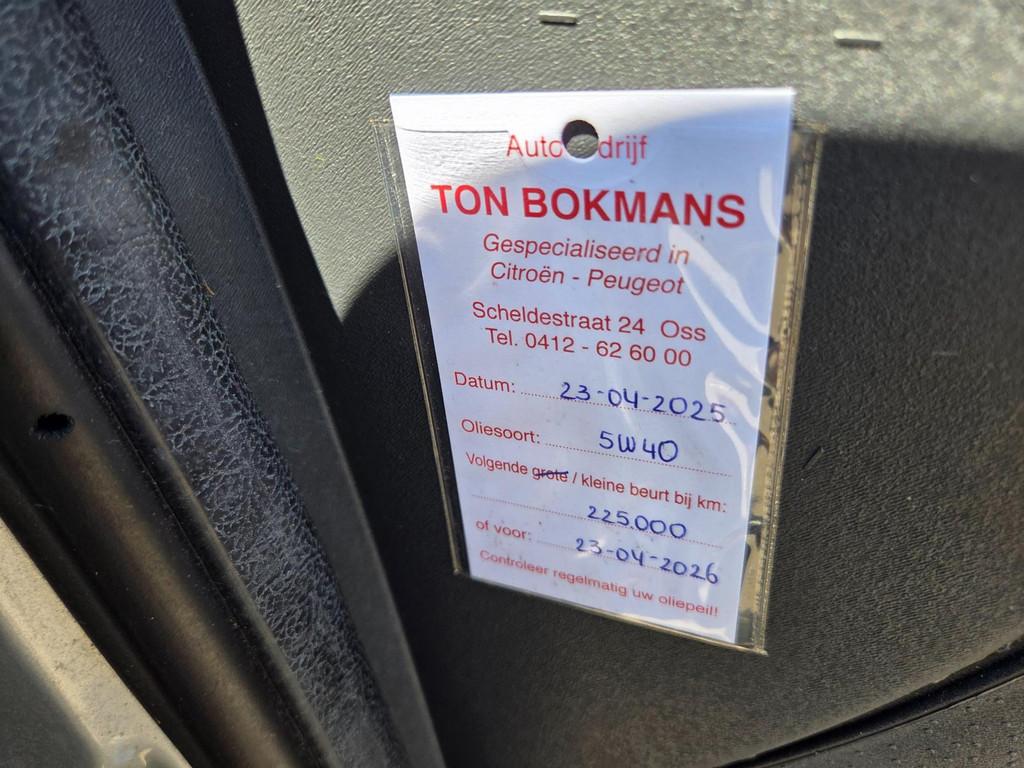 Auto drijf
TON BOKMANS
Gespecialiseerd in
Citroën - Peugeot
Scheldestraat 24 Oss
Tel. 0412 - 62 60 00
Datum: 23-04-2025
Oliesoort: 5W40
Volgende grote / kleine beurt bij km:
225.000
of voor: 23-04-2026
Controleer regelmatig uw oliepeil!